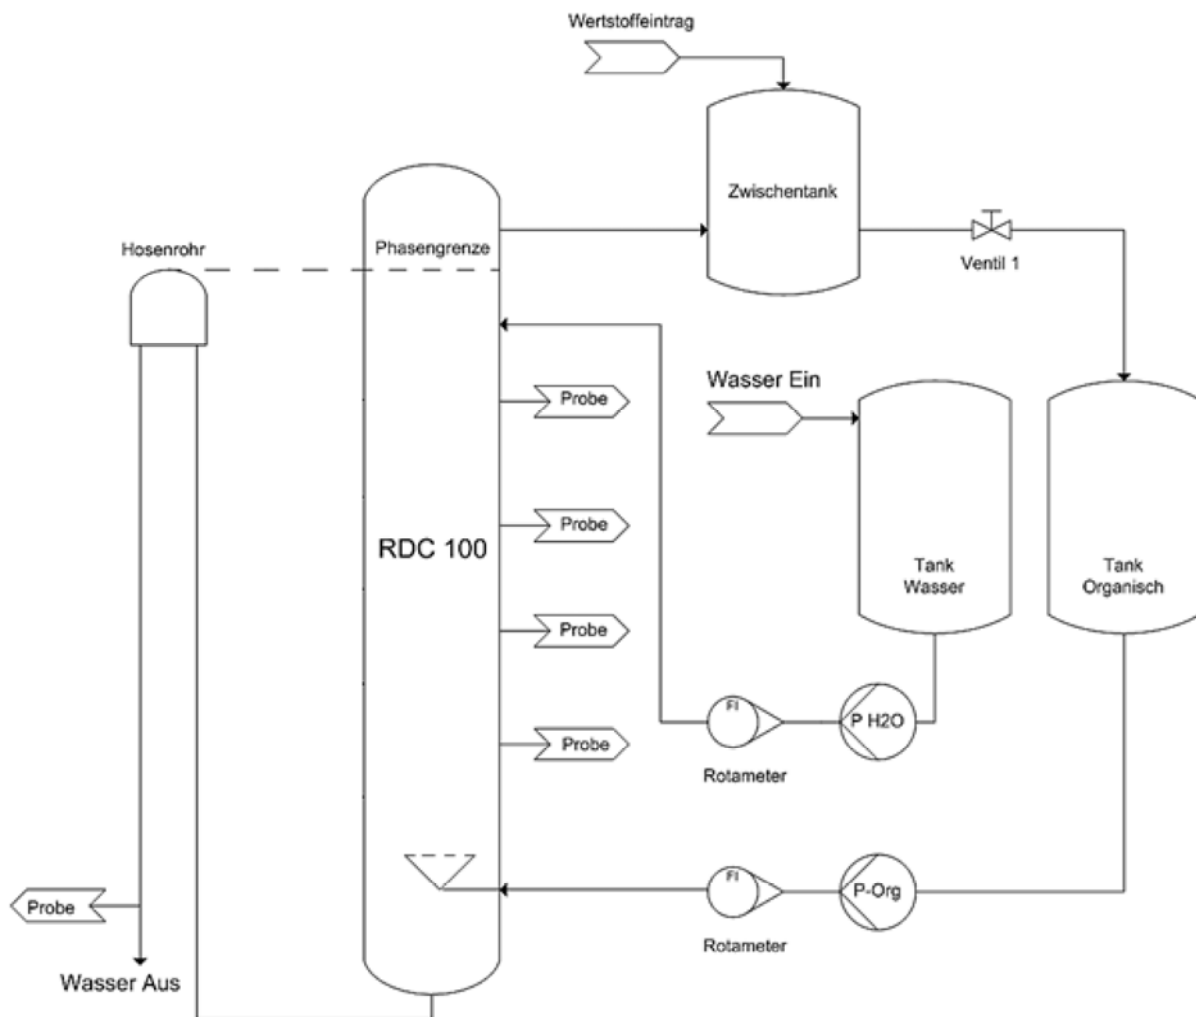 Wertstoffeintrag
Zwischentank
Hosenrohr
Phasengrenze
Ventil 1
Wasser Ein
Probe
Probe
RDC 100
Tank
Wasser
Tank
Organisch
Probe
FI
P H2O
Probe
Rotameter
FI
P-Org
Probe
Rotameter
Wasser Aus